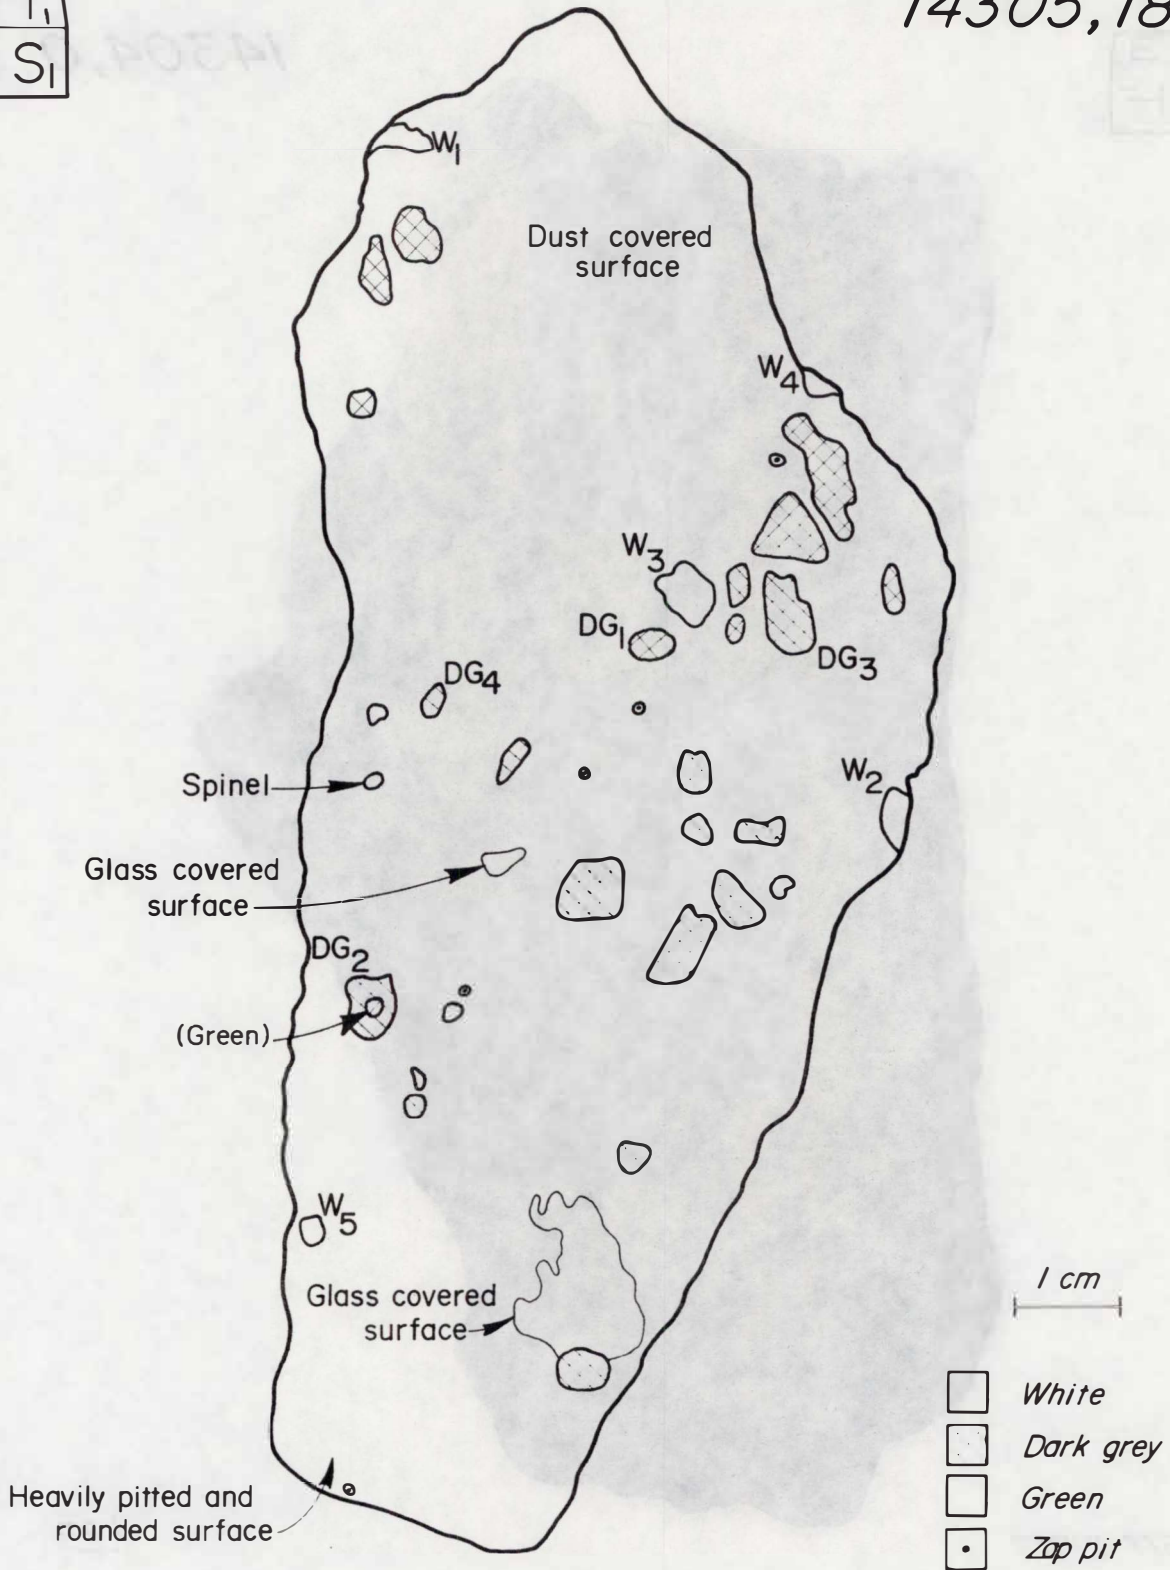 T₁
S₁
14305,18
W₁
Dust covered
surface
W₄
W₃
DG₁
DG₃
DG₄
Spinel
W₂
Glass covered
surface
DG₂
(Green)
W₅
Glass covered
surface
1 cm
White
Dark grey
Green
Zap pit
Heavily pitted and
rounded surface